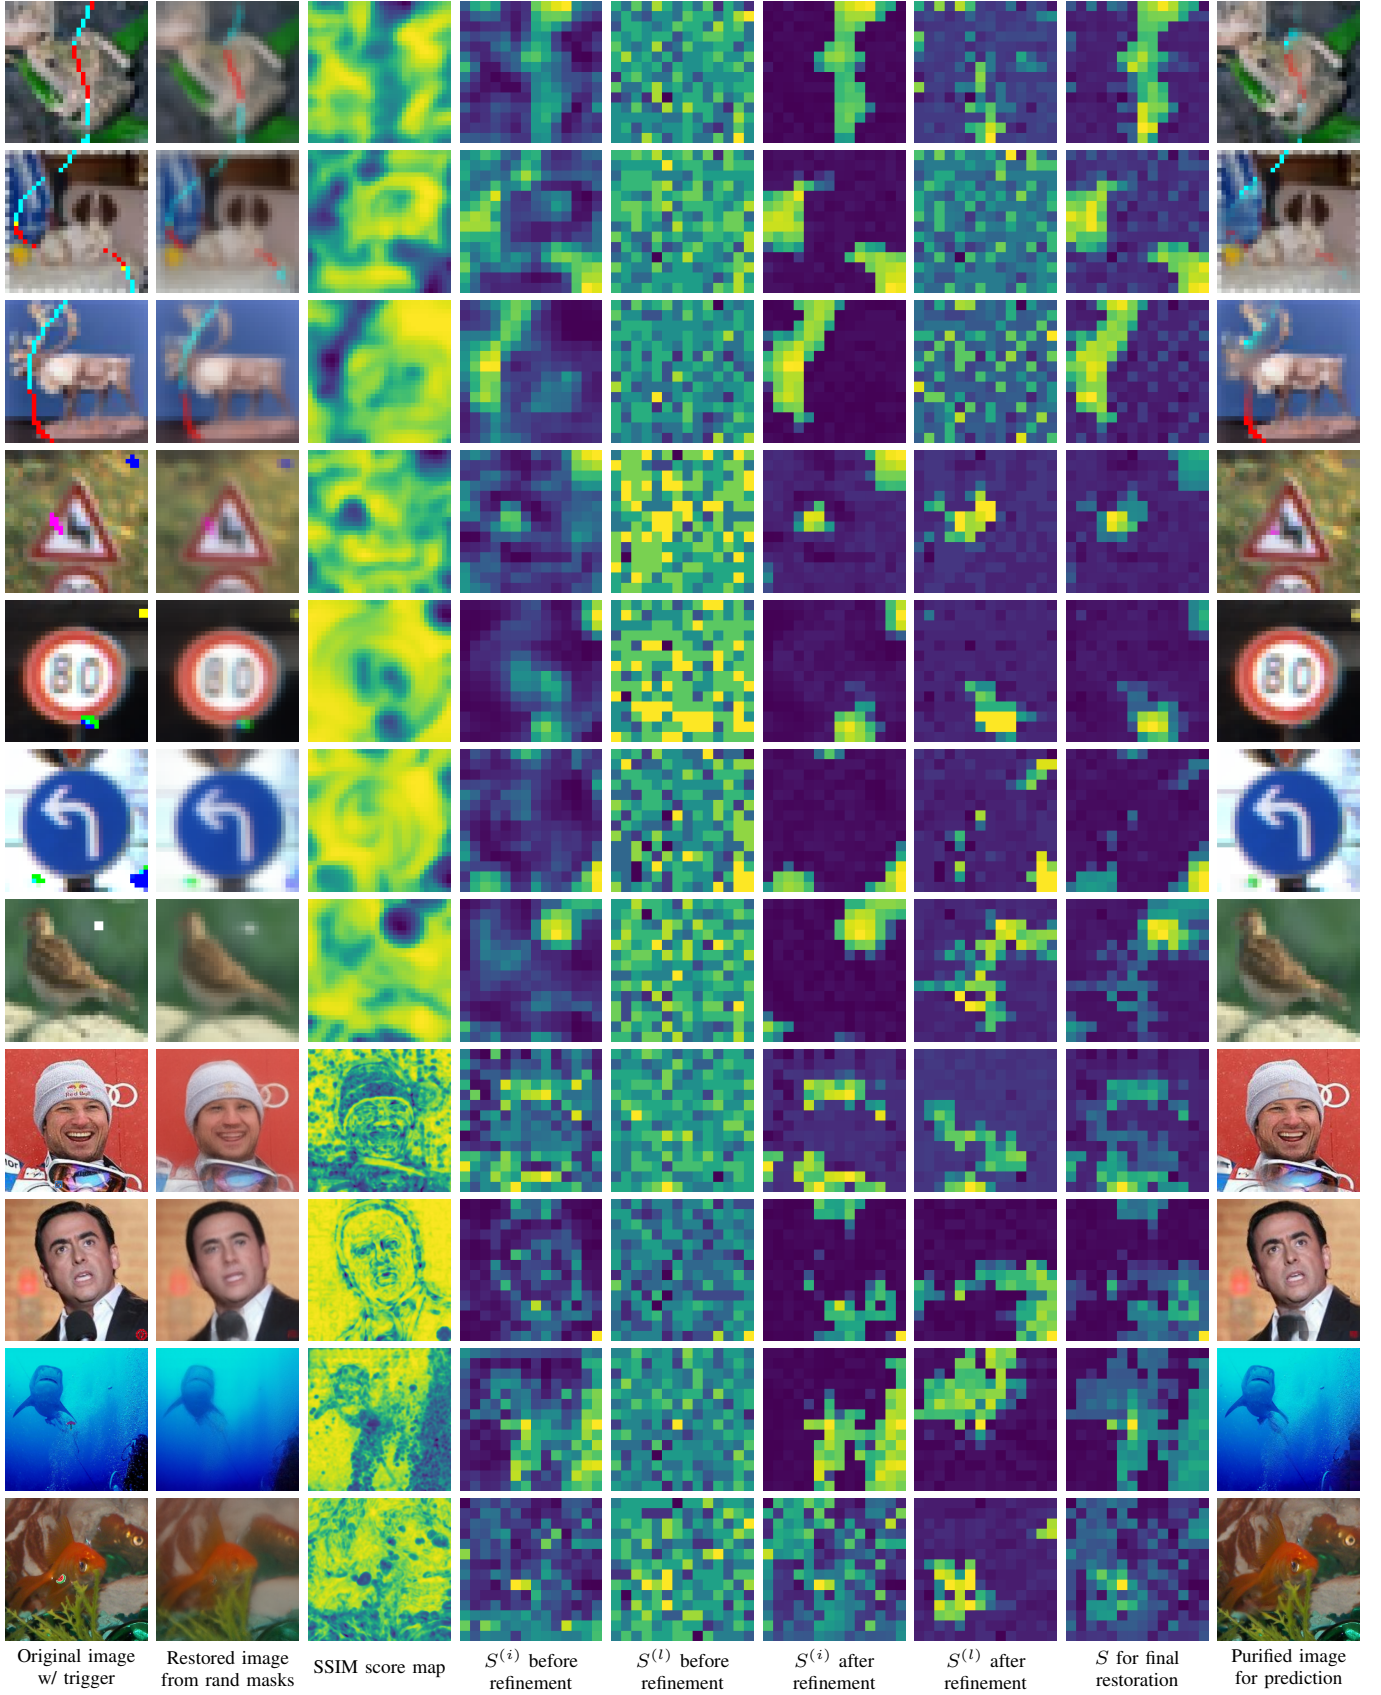 80
80
80
Red Bull
Original image
w/ trigger
Restored image
from rand masks
SSIM score map
S^(i) before
refinement
S^(l) before
refinement
S^(i) after
refinement
S^(l) after
refinement
S for final
restoration
Purified image
for prediction